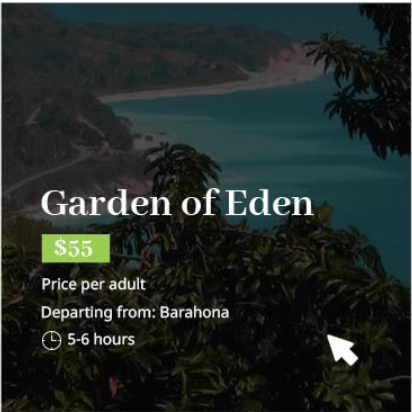 Garden of Eden
$55
Price per adult
Departing from: Barahona
5-6 hours